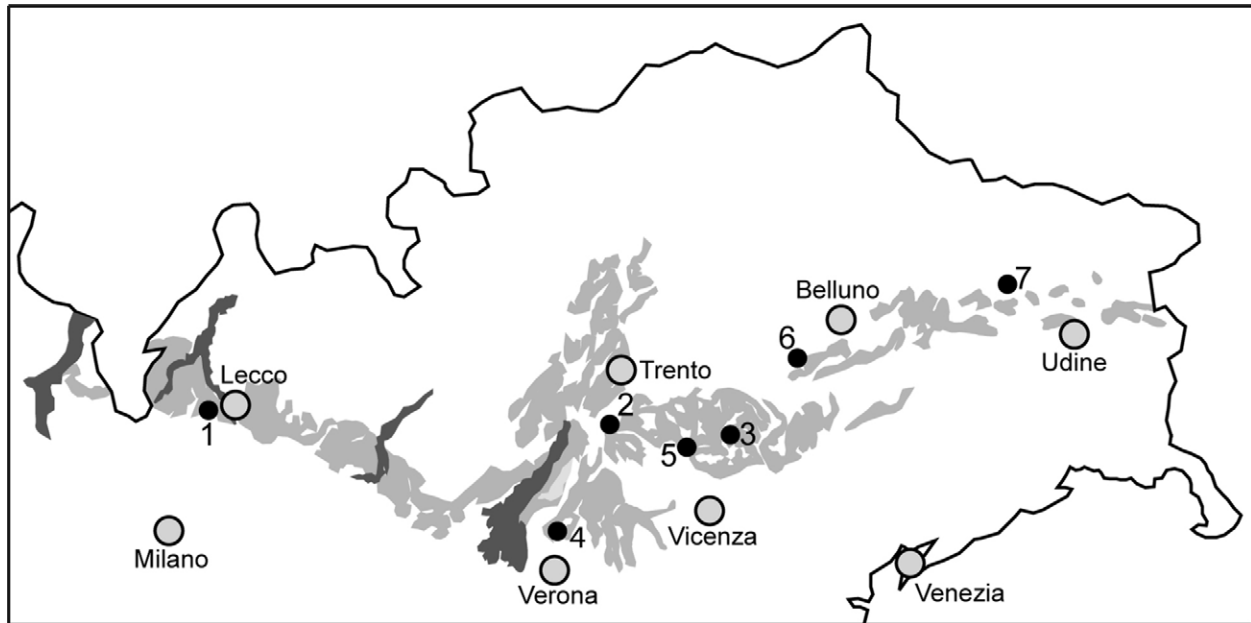 7
Belluno
6
Udine
Lecco
Trento
1
2
3
5
Vicenza
4
Milano
Verona
Venezia